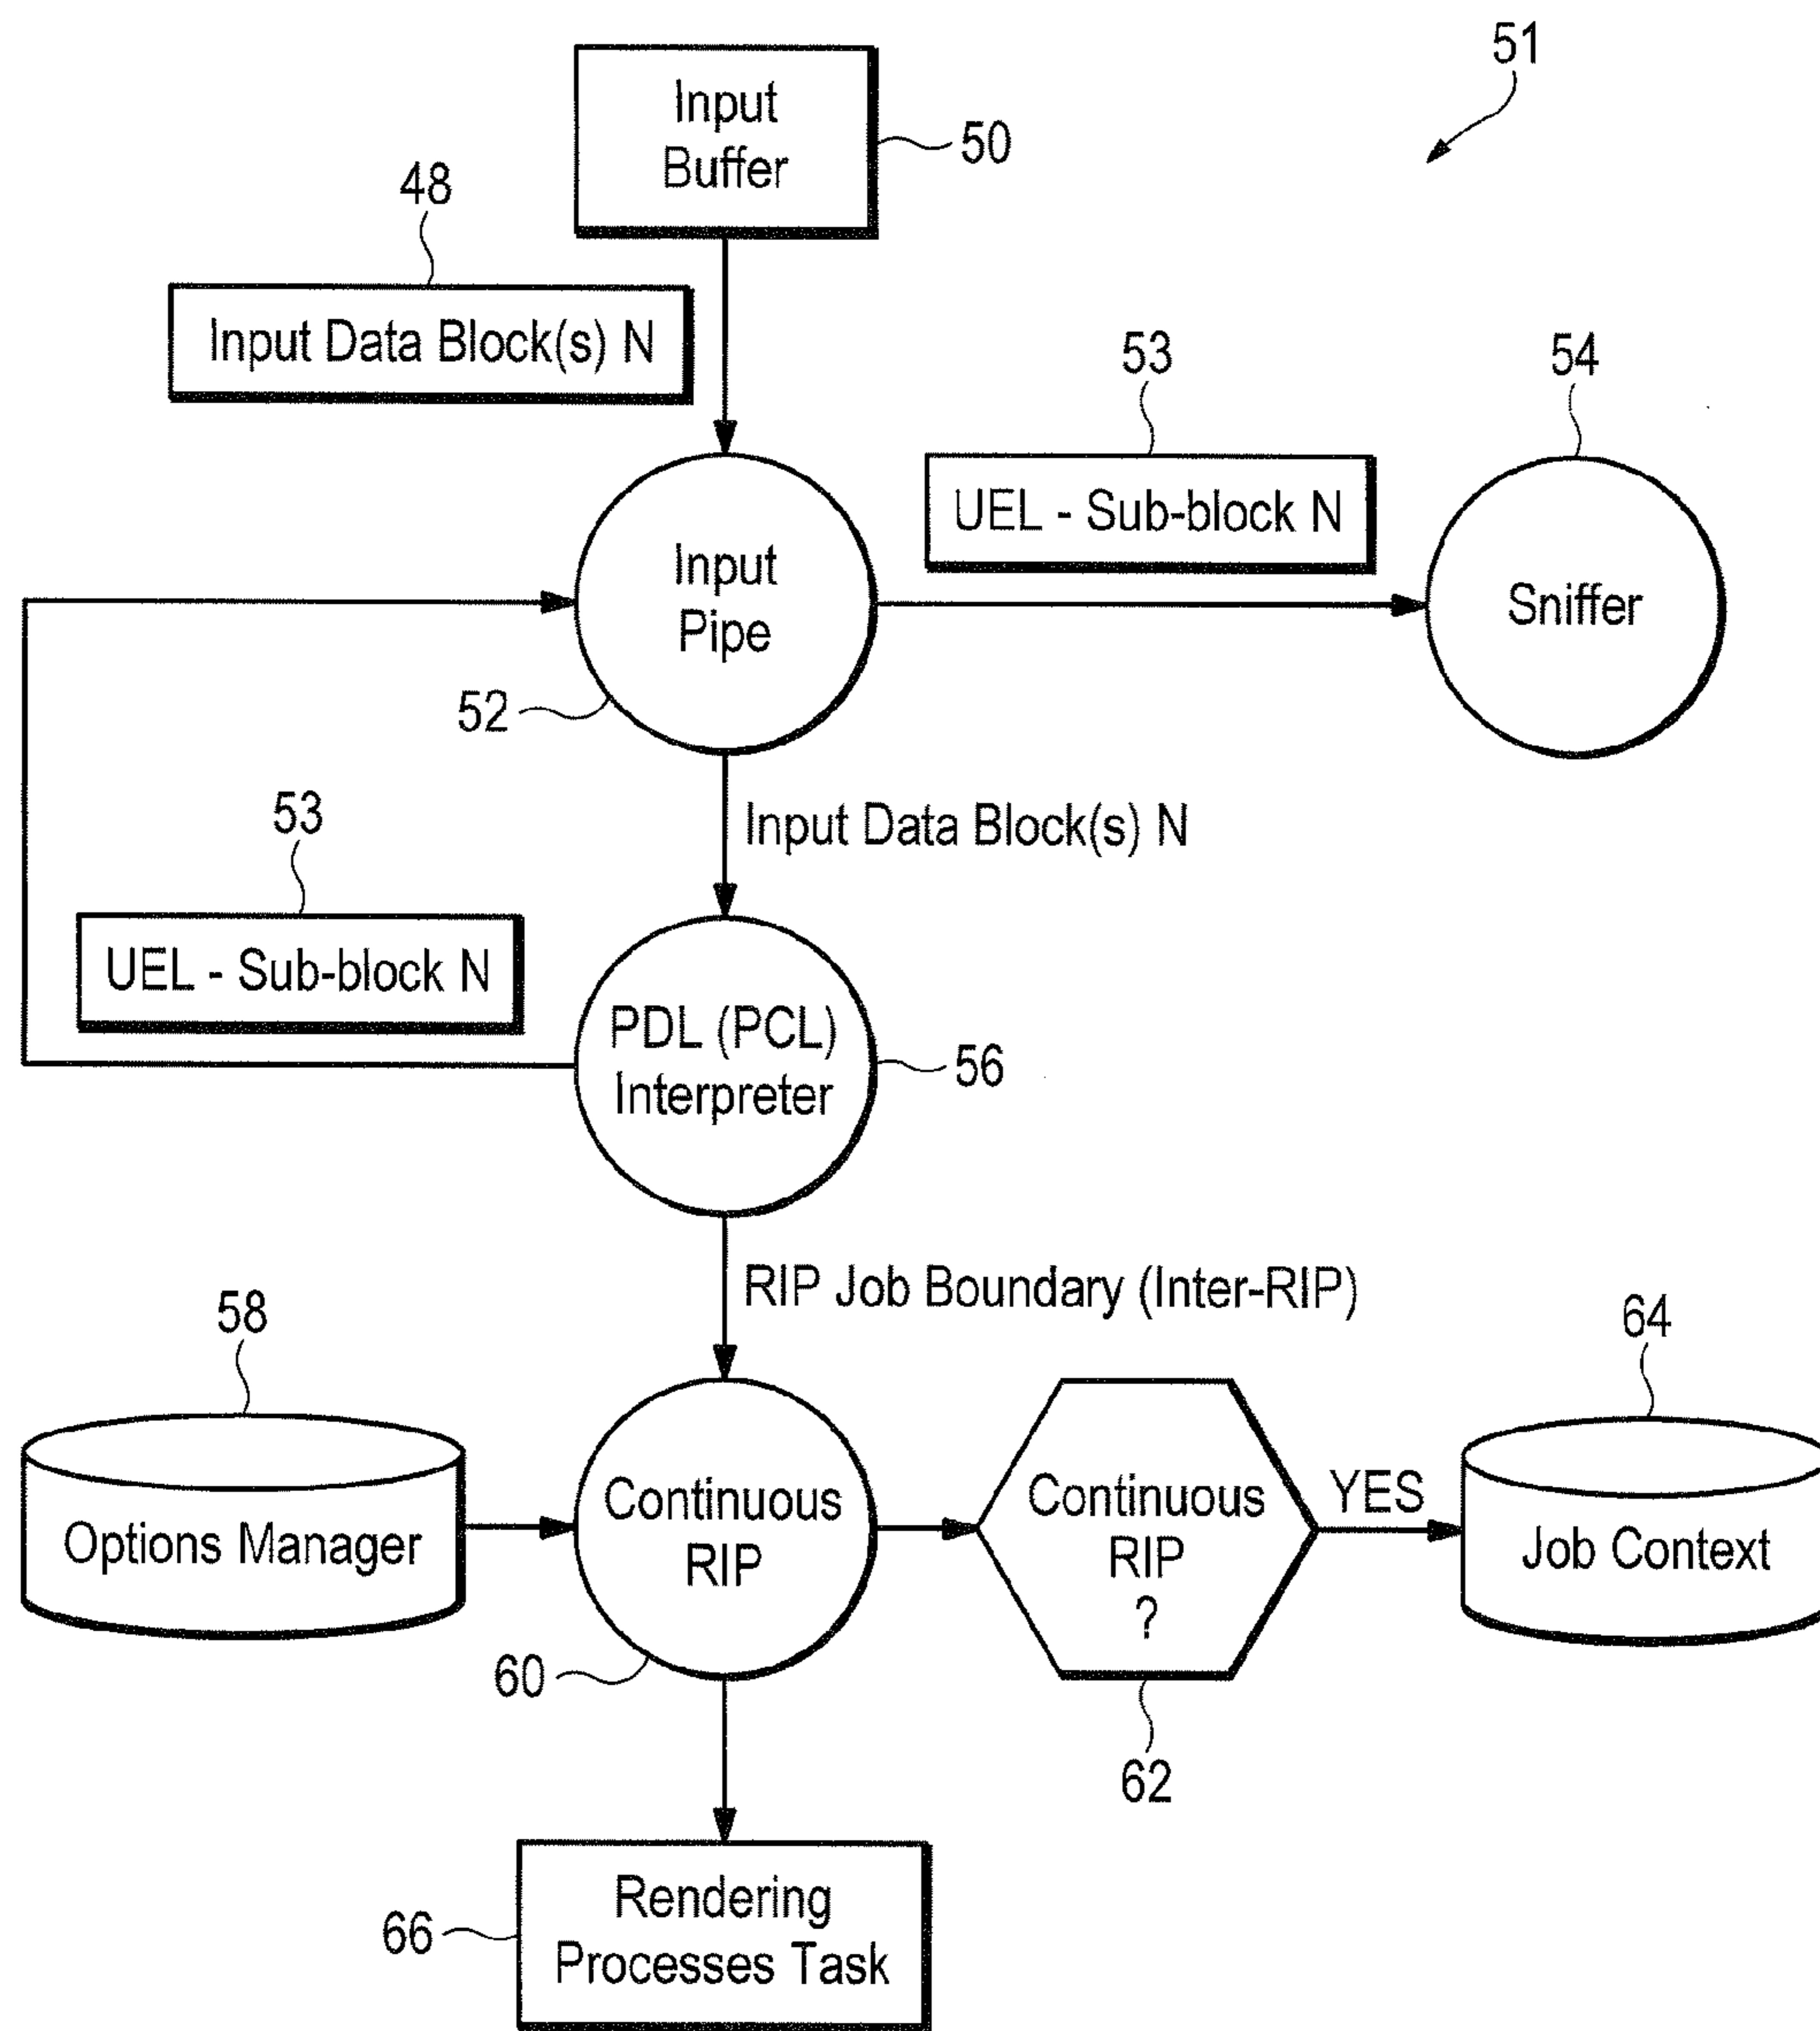 51
Input
Buffer
50
48
Input Data Block(s) N
53
UEL - Sub-block N
54
Input
Pipe
Sniffer
52
Input Data Block(s) N
53
UEL - Sub-block N
PDL (PCL)
Interpreter
56
RIP Job Boundary (Inter-RIP)
58
Options Manager
Continuous
RIP
60
Continuous
RIP
?
62
YES
64
Job Context
Rendering
Processes Task
66